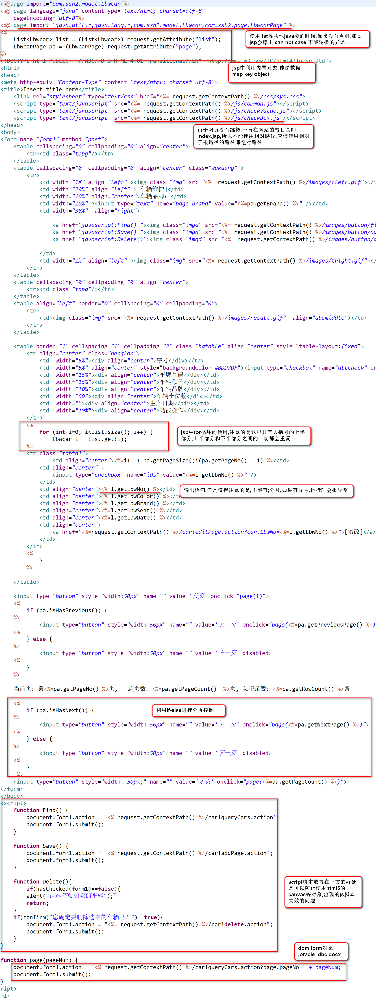 <%@page import="com.ssh2.model.Lbwcar"%>
<%@ page language="java" contentType="text/html; charset=utf-8"
pageEncoding="utf-8"%>
<%@ page import="java.util.*,java.lang.*,com.ssh2.model.Lbwcar,com.ssh2.page.LbwcarPage" %>
<%
使用list等其他java类的时候,如果没有声明,那么
jsp会爆出 can not case 不能转换的异常
List<Lbwcar> list = (List<Lbwcar>) request.getAttribute("list");
LbwcarPage pa = (LbwcarPage) request.getAttribute("page");
%>
<!DOCTYPE html PUBLIC "-//W3C//DTD HTML 4.01 Transitional//EN" "http://www.w3.org/TR/html4/loose.dtd">
jsp中利用内置对象,传递数据
map key object
<html>
<head>
<meta http-equiv="Content-Type" content="text/html; charset=utf-8">
<title>Insert title here</title>
<link rel="stylesheet" type="text/css" href="<%= request.getContextPath() %>/css/sys.css">
<script type="text/javascript" src="<%= request.getContextPath() %>/js/common.js"></script>
<script type="text/javascript" src="<%= request.getContextPath() %>/js/checkValue.js"></script>
<script type="text/javascript" src="<%= request.getContextPath() %>/js/checkBox.js"></script>
</head>
<body>
由于网页没有跳转,一直在网站的根目录即
index.jsp,所以不能使用相对路径,应该使用相对
于根路径的路径即绝对路径
<form name="form1" method="post">
<table cellspacing="0" cellpadding="0" align="center">
<tr><td class="topg"/></tr>
</table>
<table cellspacing="0" cellpadding="0" align="center" class="wukuang" >
<tr>
<td width="1%" align="left" ><img class="img" src="<%= request.getContextPath() %>/images/tleft.gif"></t
<td width="20%" align="left" >[车辆维护]</td>
<td width="10%" align="center">车辆品牌: </td>
<td width="10%" ><input type="text" name="page.brand" value="<%=pa.getBrand() %>" /></td>
<td width="38%"  align="right">
<a href="javascript:Find() "><img class="imgd" src="<%= request.getContextPath() %>/images/button/fi
<a href="javascript:Save() "><img class="imgd" src="<%= request.getContextPath() %>/images/button/ad
<a href="javascript:Delete()"><img class="imgd" src="<%= request.getContextPath() %>/images/button/d
</td>
<td width="1%" align="left" ><img class="img" src="<%= request.getContextPath() %>/images/tright.gif"></
</tr>
</table>
<table cellspacing="0" cellpadding="0" align="center">
<tr><td class="topg"/></tr>
</table>
<table align="left" border="0" cellspacing="0" cellpadding="0">
<tr>
<td><img class="img" src="<%= request.getContextPath() %>/images/result.gif"  align="absmiddle"></td>
</tr>
</table>
<table border="1" cellspacing="1" cellpadding="2" class="bgtable" align="center" style="table-layout:fixed">
<tr align="center" class="henglan">
<td  width="5%"><div align="center">序号</div></td>
<td  width="5%" align="center" style="backgroundColor:#BDD7DF"><input type="checkbox" name="allcheck" on
<td  width="15%"><div align="center">车牌号码</div></td>
<td  width="15%"><div align="center">车辆颜色</div></td>
<td  width="10%"><div align="center">车辆品牌</div></td>
<td  width="60"><div align="center">车辆坐位数</div></td>
<td  width=""><div align="center">生产日期</div></td>
<td  width="10%"><div align="center">功能操作</div></td>
</tr>
<%
for (int i=0; i<list.size(); i++) {
Lbwcar l = list.get(i);
%>
jsp中for循环的使用,注意的是这里只有大括号的上半
部分,上半部分和下半部分之间的一切都会重复
<tr class="tabtd1">
<td align="center"><%=i+1 + pa.getPageSize()*(pa.getPageNo() - 1) %></td>
<td align="center" >
<input type="checkbox" name="ids" value="<%=l.getLbwNo() %>" />
</td>
<td align="center"><%=l.getLbwNo() %></td>
输出语句,但是值得注意的是,不能有;分号,如果有分号,运行时会报异常
<td align="center"><%=l.getLbwColor() %></td
<td align="center"><%=l.getLbwBrand() %></td>
<td align="center"><%=l.getLbwSeat() %></td>
<td align="center"><%=l.getLbwDate() %></td>
<td align="center">
<a href="<%=request.getContextPath() %>/car!editPage.action?car.LbwNo=<%=l.getLbwNo() %>">[修改]</a>
</td>
</tr>
<%
}
%>
</table>
<input type="button" style="width:50px" name="" value='首页' onclick="page(1)">
<%
if (pa.isHasPrevious()) {
%>
<input type="button" style="width:50px" name="" value='上一页' onclick="page(<%=pa.getPreviousPage() %>)
<%
} else {
%>
<input type="button" style="width:50px" name="" value='上一页' disabled>
<%
}
%>
当前页: 第<%=pa.getPageNo() %>页,   总页数: <%=pa.getPageCount()  %>页, 总记录数: <%=pa.getRowCount() %>条
<%
if (pa.isHasNext()) {
利用if-else进行分页控制
%>
<input type="button" style="width:50px" name="" value='下一页' onclick="page(<%=pa.getNextPage() %>)">
<%
} else {
%>
<input type="button" style="width:50px" name="" value='下一页' disabled>
<%
}
%>
<input type="button" style="width: 50px;" name="" value='末页' onclick="page(<%=pa.getPageCount() %>)">
</form>
</body>
<script>
function Find() {
document.form1.action = '<%=request.getContextPath() %>/car!queryCars.action';
document.form1.submit();
}
function Save() {
document.form1.action = '<%=request.getContextPath() %>/car!addPage.action';
document.form1.submit();
}
function Delete(){
if(hasChecked(form1)==false){
alert("请选择要删除的车辆");
return;
}
script脚本放置在下方的好处
是可以防止使用html5的
canvas等对象,出现的js脚本
失效的问题
if(confirm("您确定要删除选中的车辆吗? ")==true){
document.form1.action = "<%= request.getContextPath() %>/car!delete.action";
document.form1.submit();
}
}
dom form对象
,oracle jdbc docx
function page(pageNum) {
document.form1.action = '<%=request.getContextPath() %>/car!queryCars.action?page.pageNo=' + pageNum;
document.form1.submit();
}
ript>
ml>